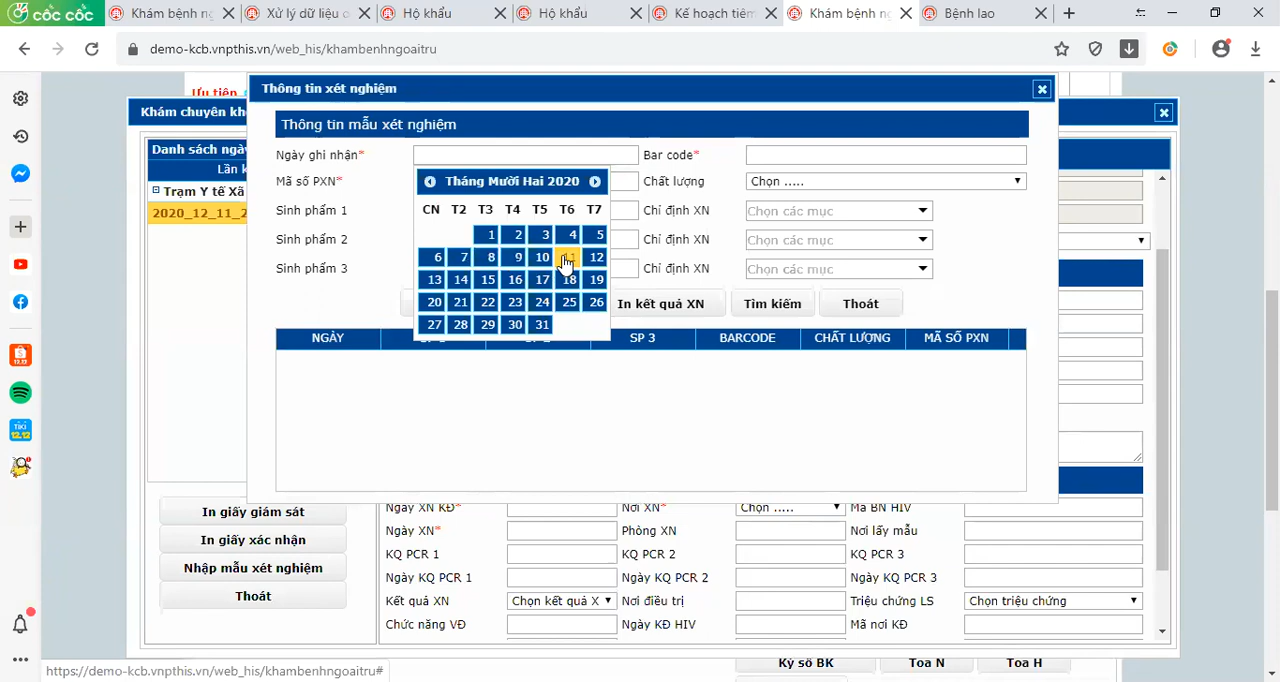 cốc cốc Khám bệnh ng Xử lý dữ liệu c Hộ khẩu Hộ khẩu Kế hoạch tiêm Khám bệnh ng Bệnh lao
demo-kcb.vnpthis.vn/web_his/khambenhngoaitru
Ưu tiên
Thông tin xét nghiệm
Khám chuyên kh
Thông tin mẫu xét nghiệm
Danh sách ngày
Ngày ghi nhận* Bar code*
Lần k
Mã số PXN* Chất lượng Chọn .....
Tháng Mười Hai 2020
Trạm Y tế Xã
2020_12_11_2
CN T2 T3 T4 T5 T6 T7
Sinh phẩm 1 Chỉ định XN Chọn các mục
1 2 3 4 5
Sinh phẩm 2 Chỉ định XN Chọn các mục
6 7 8 9 10 11 12
Sinh phẩm 3 Chỉ định XN Chọn các mục
13 14 15 16 17 18 19
20 21 22 23 24 25 26
In kết quả XN Tìm kiếm Thoát
27 28 29 30 31
NGÀY SP 3 BARCODE CHẤT LƯỢNG MÃ SỐ PXN
In giấy giám sát
In giấy xác nhận
Nhập mẫu xét nghiệm
Thoát
Ngày XN KĐ* Nơi XN* Chọn ..... Mã BN HIV
Ngày XN* Phòng XN Nơi lấy mẫu
KQ PCR 1 KQ PCR 2 KQ PCR 3
Ngày KQ PCR 1 Ngày KQ PCR 2 Ngày KQ PCR 3
Kết quả XN Chọn kết quả X Nơi điều trị Triệu chứng LS Chọn triệu chứng
Chức năng VĐ Ngày KĐ HIV Mã nơi KĐ
https://demo-kcb.vnpthis.vn/web_his/khambenhngoaitru#
Ký số BK Toa N Toa H